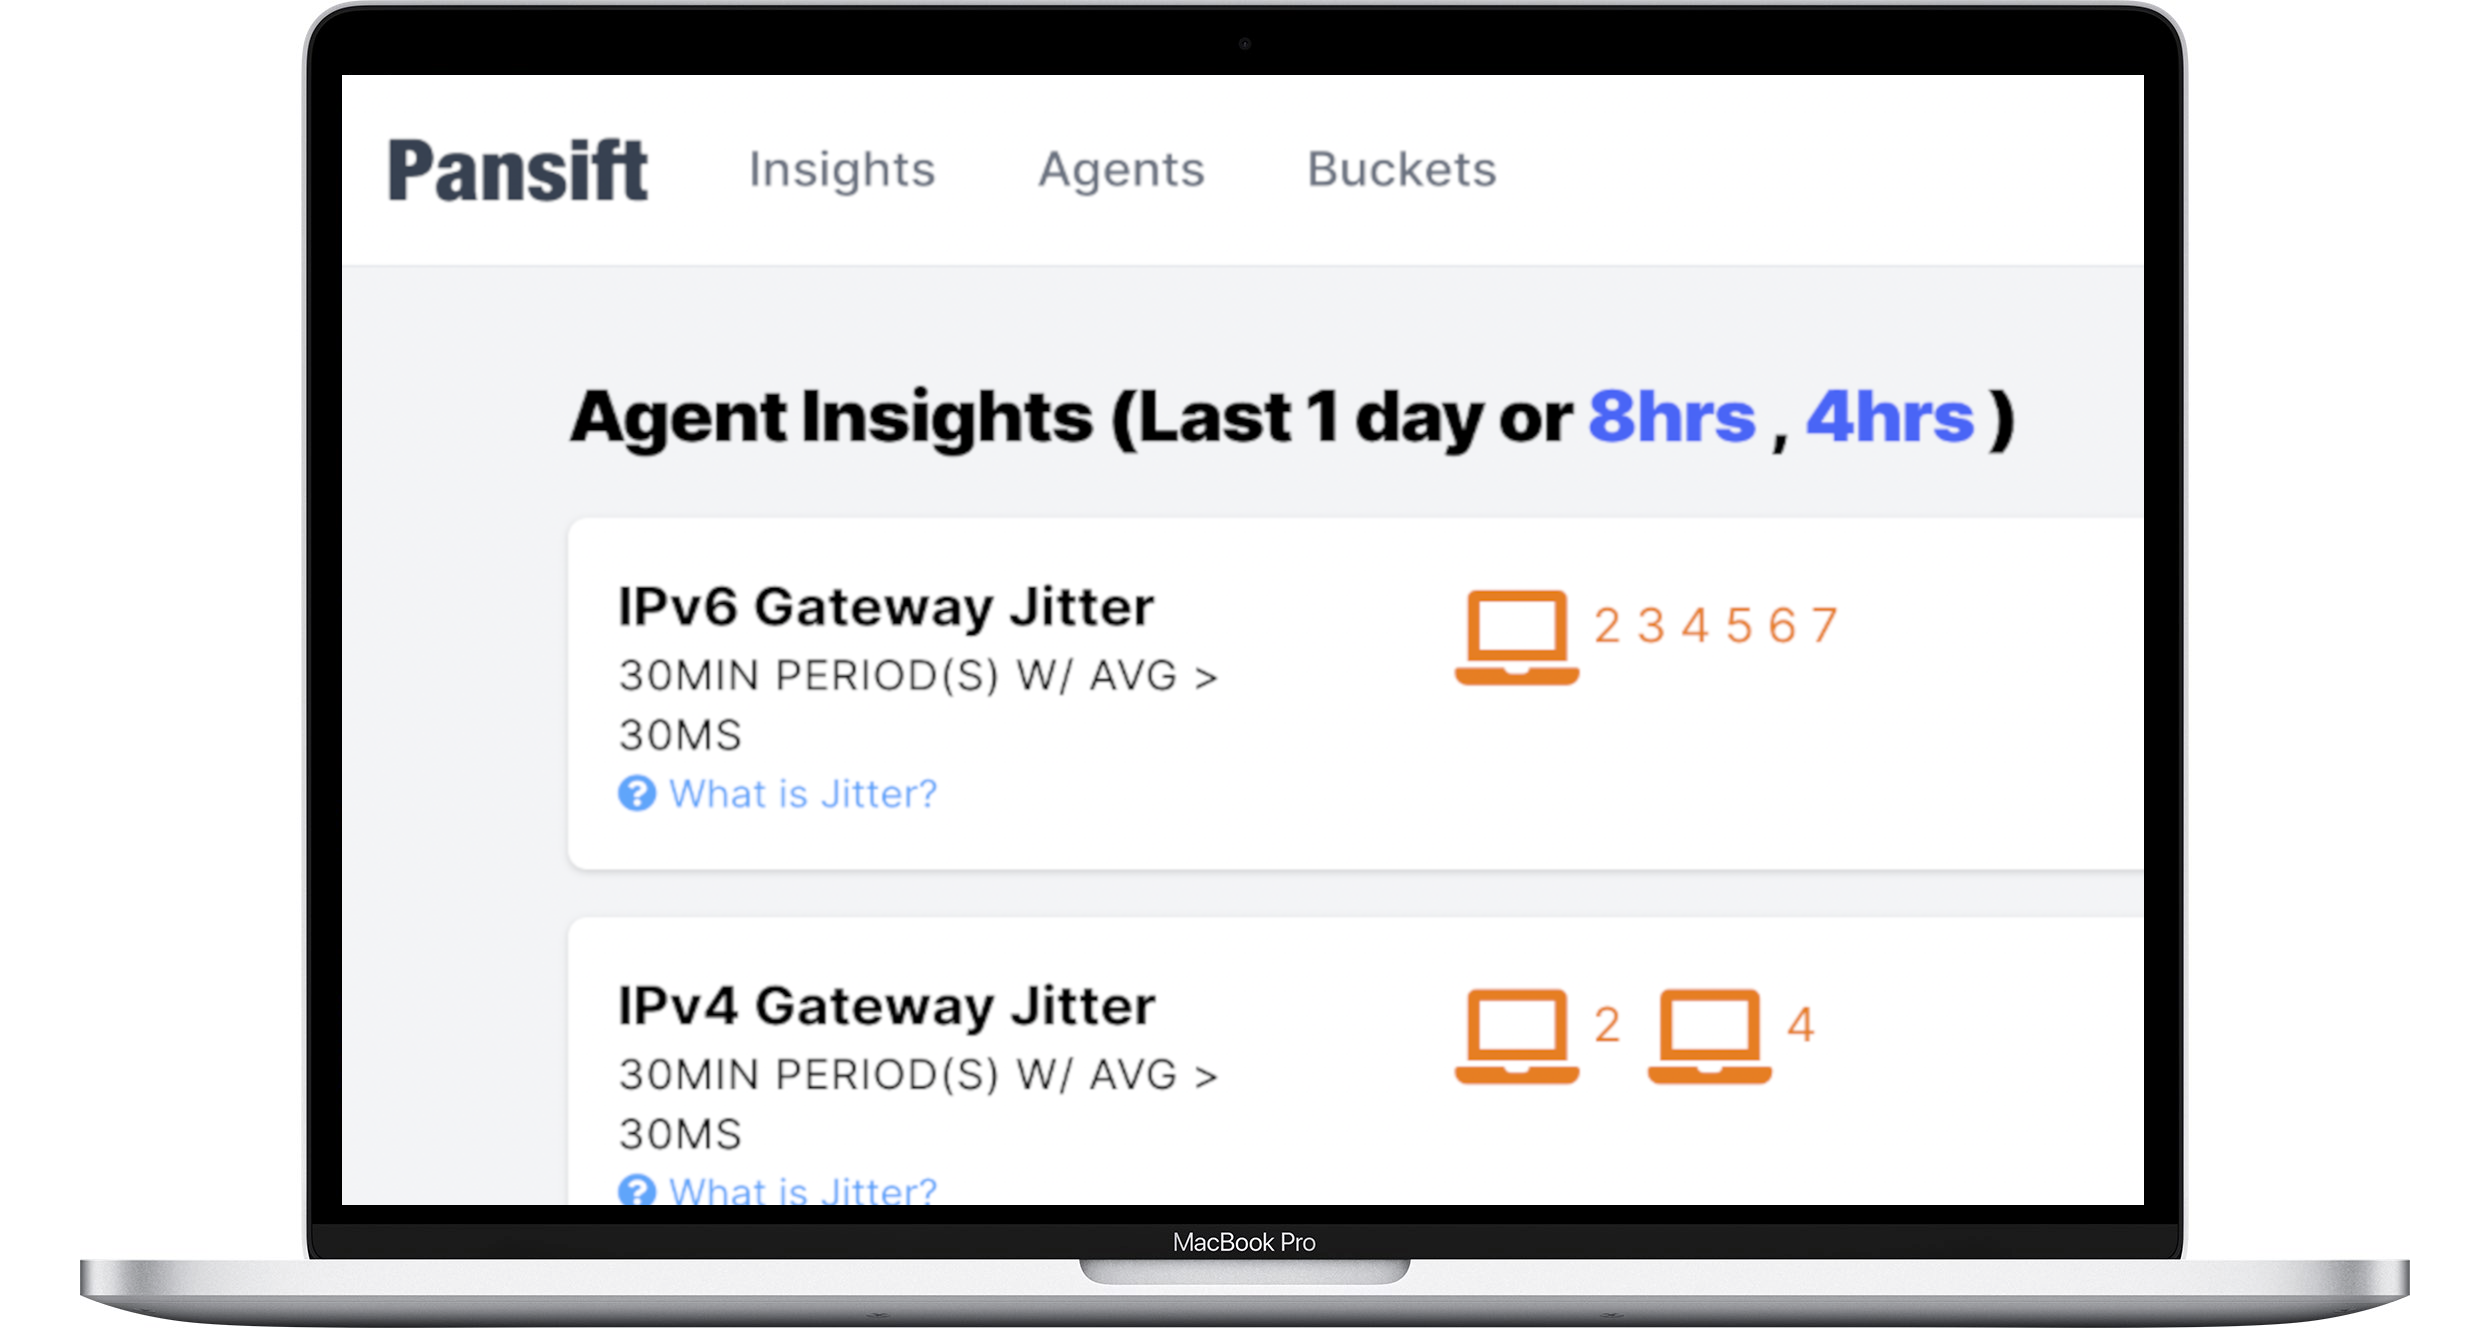 Pansift Insights Agents Buckets
Agent Insights (Last 1 day or 8hrs , 4hrs )
IPv6 Gateway Jitter
2 3 4 5 6 7
30MIN PERIOD(S) W/ AVG >
30MS
What is Jitter?
IPv4 Gateway Jitter
2 4
30MIN PERIOD(S) W/ AVG >
30MS
What is Jitter?
MacBook Pro